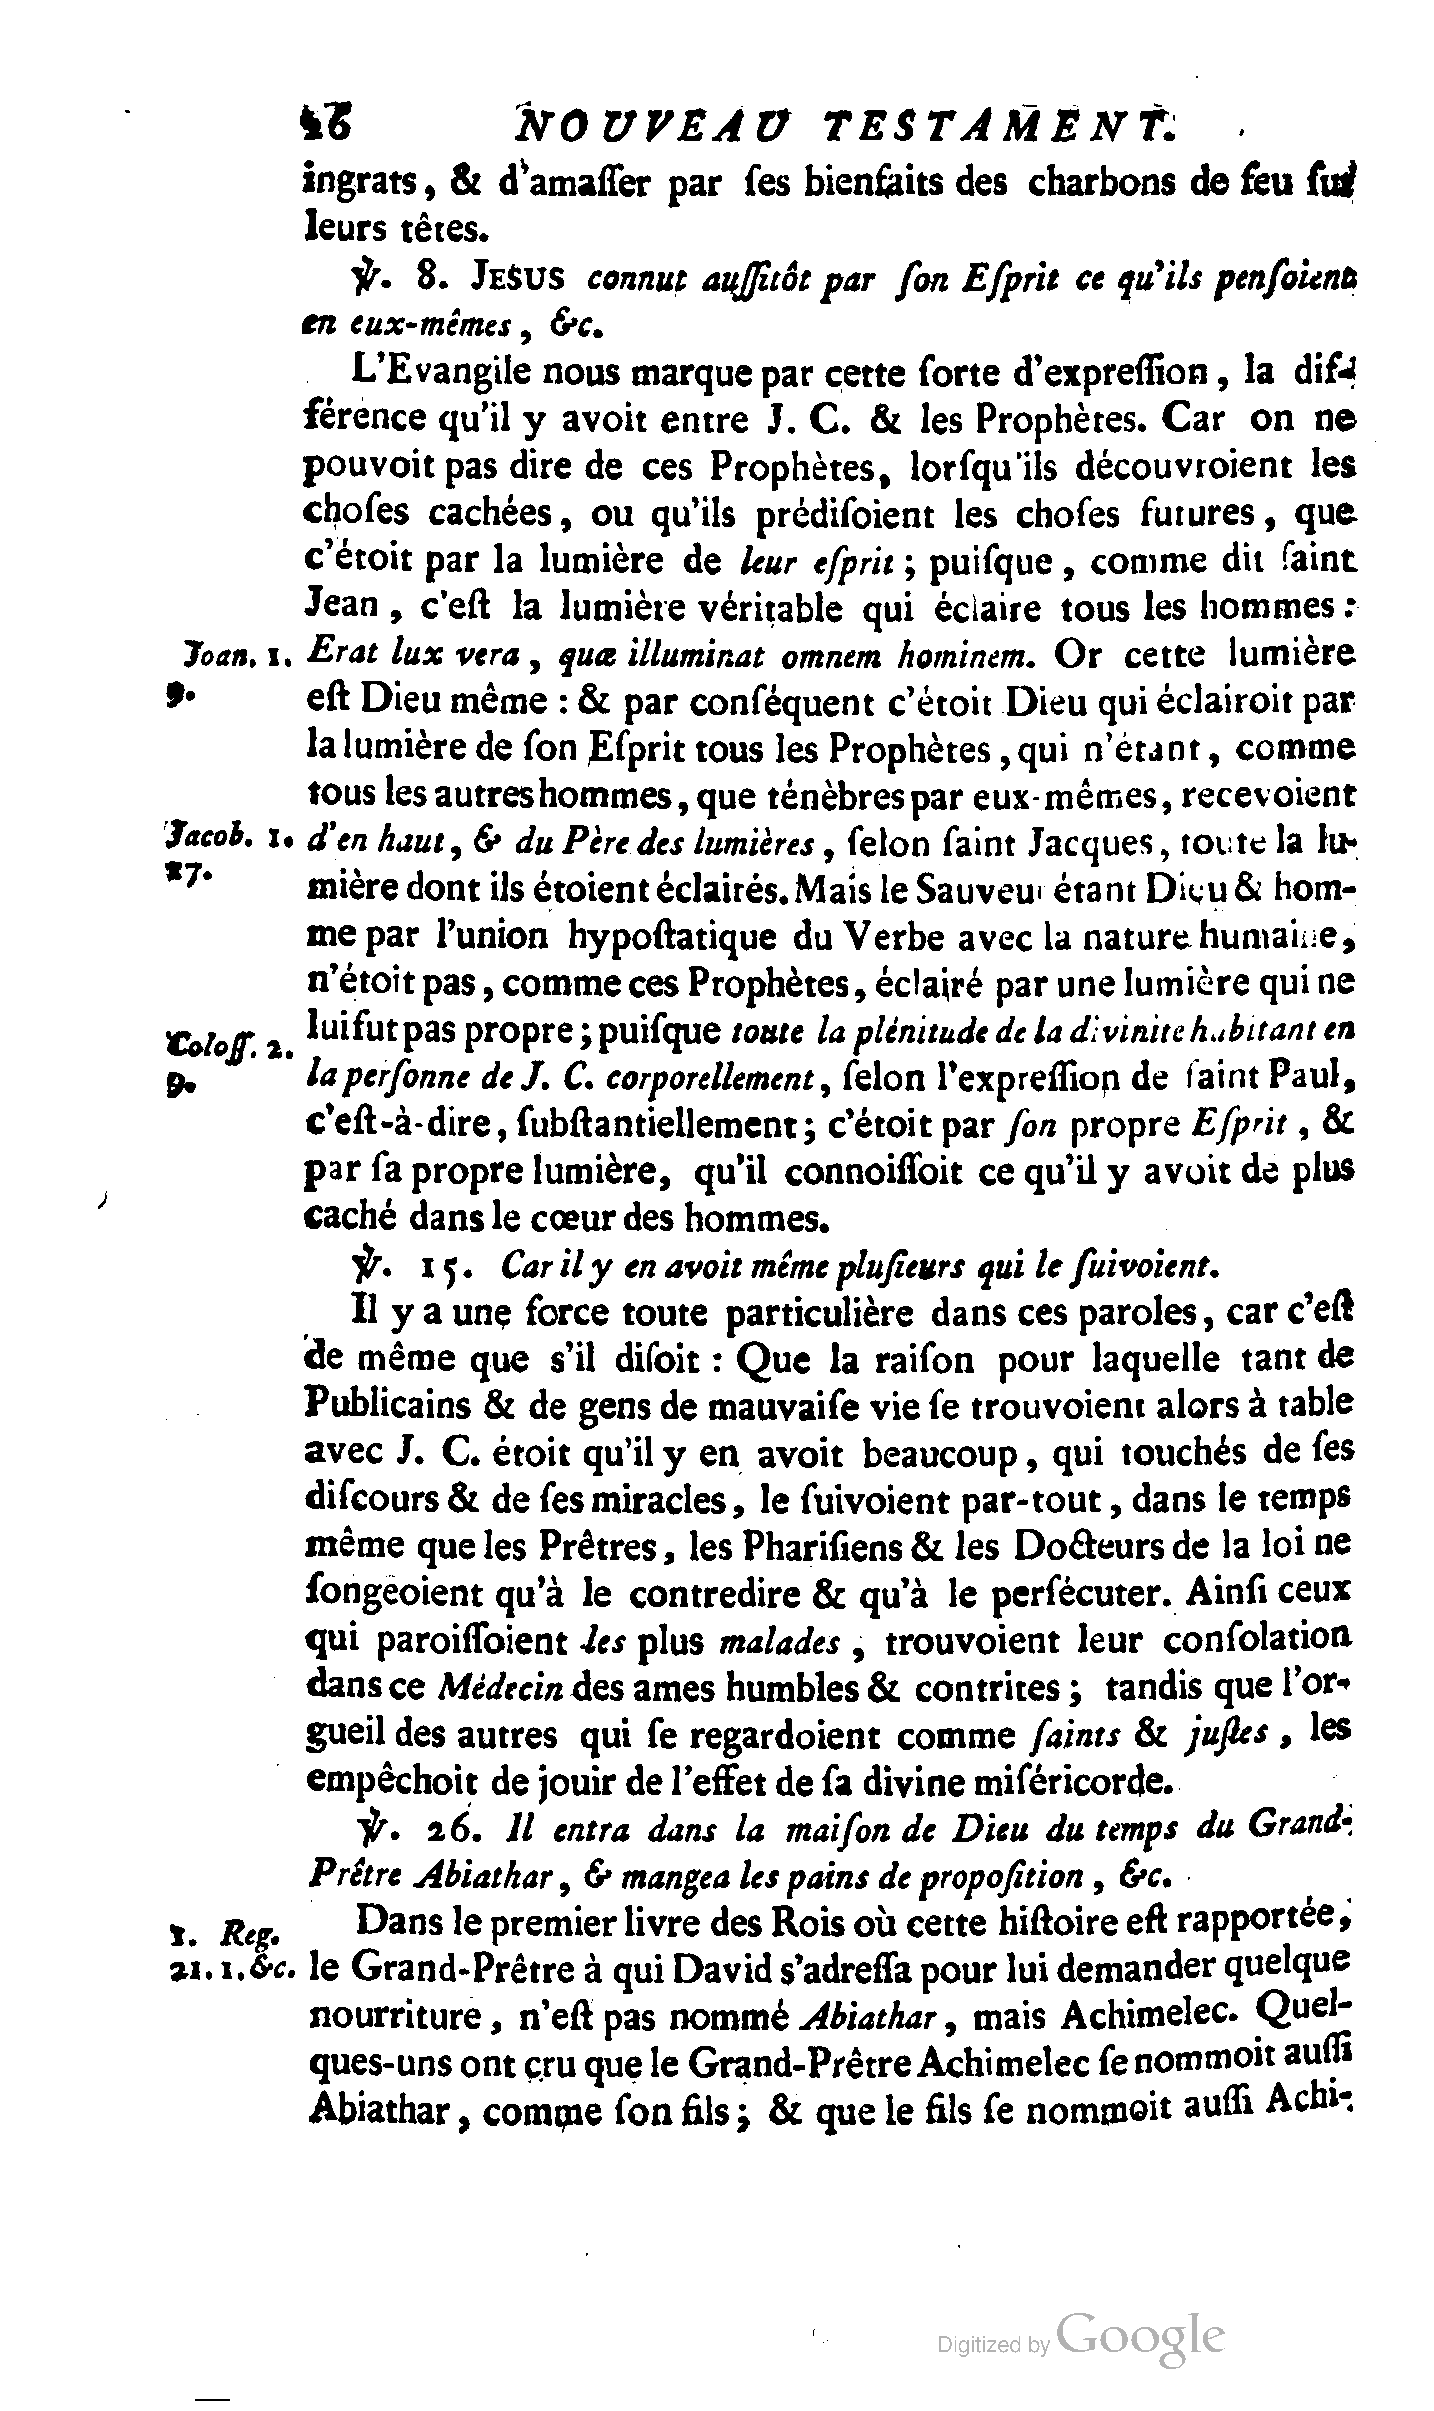 NOUVEAU TESTAMENT.
ingrats, & d'amaſſer par ſes bienfaits des charbons de feu ſur
leurs têtes.
℣. 8. JESUS connut auſſitôt par ſon Eſprit ce qu'ils penſoient
en eux-mêmes, &c.
L'Evangile nous marque par cette ſorte d'expreſſion, la dif-
férence qu'il y avoit entre J. C. & les Prophètes. Car on ne
pouvoit pas dire de ces Prophètes, lorſqu'ils découvroient les
choſes cachées, ou qu'ils prédiſoient les choſes futures, que
c'étoit par la lumière de leur eſprit; puiſque, comme dit ſaint
Jean, c'eſt la lumière véritable qui éclaire tous les hommes:
Joan. 1. Erat lux vera, quæ illuminat omnem hominem. Or cette lumière
9. eſt Dieu même: & par conſéquent c'étoit Dieu qui éclairoit par
la lumière de ſon Eſprit tous les Prophètes, qui n'étant, comme
tous les autres hommes, que ténèbres par eux-mêmes, recevoient
Jacob. 1. d'en haut, & du Père des lumières, ſelon ſaint Jacques, toute la lu-
17. mière dont ils étoient éclairés. Mais le Sauveur étant Dieu & hom-
me par l'union hypoſtatique du Verbe avec la nature humaine,
n'étoit pas, comme ces Prophètes, éclairé par une lumière qui ne
Coloſſ. 2. lui fut pas propre; puiſque toute la plénitude de la divinité habitant en
9. la perſonne de J. C. corporellement, ſelon l'expreſſion de ſaint Paul,
c'eſt-à-dire, ſubſtantiellement; c'étoit par ſon propre Eſprit, &
par ſa propre lumière, qu'il connoiſſoit ce qu'il y avoit de plus
caché dans le cœur des hommes.
℣. 15. Car il y en avoit même pluſieurs qui le ſuivoient.
Il y a une force toute particulière dans ces paroles, car c'eſt
de même que s'il diſoit: Que la raiſon pour laquelle tant de
Publicains & de gens de mauvaiſe vie ſe trouvoient alors à table
avec J. C. étoit qu'il y en avoit beaucoup, qui touchés de ſes
diſcours & de ſes miracles, le ſuivoient par-tout, dans le temps
même que les Prêtres, les Phariſiens & les Docteurs de la loi ne
ſongeoient qu'à le contredire & qu'à le perſécuter. Ainſi ceux
qui paroiſſoient les plus malades, trouvoient leur conſolation
dans ce Médecin des ames humbles & contrites; tandis que l'or-
gueil des autres qui ſe regardoient comme ſaints & juſtes, les
empêchoit de jouir de l'effet de ſa divine miſéricorde.
℣. 26. Il entra dans la maiſon de Dieu du temps du Grand-
Prêtre Abiathar, & mangea les pains de propoſition, &c.
1. Reg. Dans le premier livre des Rois où cette hiſtoire eſt rapportée,
21. 1. &c. le Grand-Prêtre à qui David s'adreſſa pour lui demander quelque
nourriture, n'eſt pas nommé Abiathar, mais Achimelec. Quel-
ques-uns ont cru que le Grand-Prêtre Achimelec ſe nommoit auſſi
Abiathar, comme ſon fils; & que le fils ſe nommoit auſſi Achi-
Digitized by Google